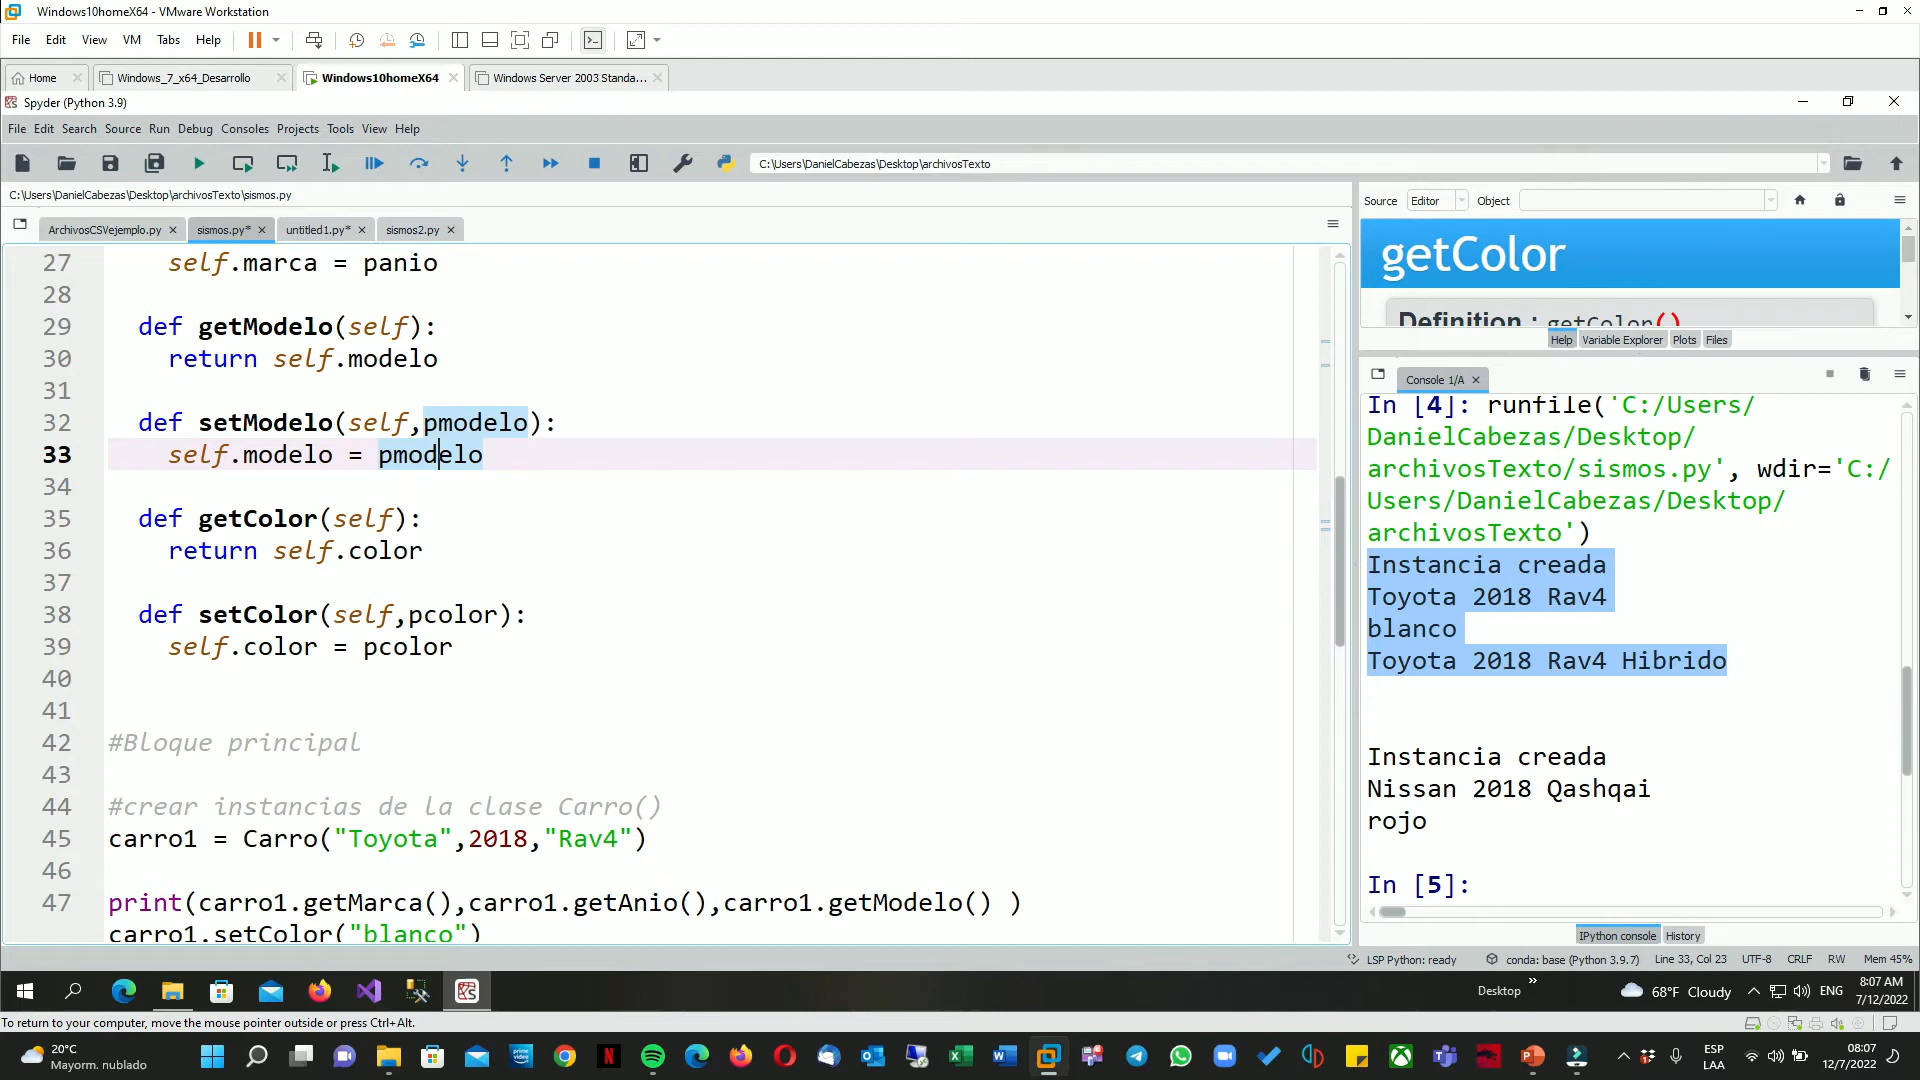 Windows10homeX64 - VMware Workstation
File Edit View VM Tabs Help
Home Windows_7_x64_Desarrollo Windows10homeX64 Windows Server 2003 Standa...
Spyder (Python 3.9)
File Edit Search Source Run Debug Consoles Projects Tools View Help
C:\Users\DanielCabezas\Desktop\archivosTexto
C:\Users\DanielCabezas\Desktop\archivosTexto\sismos.py
ArchivosCSVejemplo.py sismos.py* untitled1.py* sismos2.py
27 self.marca = panio
28
29 def getModelo(self):
30 return self.modelo
31
32 def setModelo(self,pmodelo):
33 self.modelo = pmodelo
34
35 def getColor(self):
36 return self.color
37
38 def setColor(self,pcolor):
39 self.color = pcolor
40
41
42 #Bloque principal
43
44 #crear instancias de la clase Carro()
45 carro1 = Carro("Toyota",2018,"Rav4")
46
47 print(carro1.getMarca(),carro1.getAnio(),carro1.getModelo() )
carro1.setColor("blanco")
Source Editor Object
getColor
Definition : getColor()
Help Variable Explorer Plots Files
Console 1/A
In [4]: runfile('C:/Users/
DanielCabezas/Desktop/
archivosTexto/sismos.py', wdir='C:/
Users/DanielCabezas/Desktop/
archivosTexto')
Instancia creada
Toyota 2018 Rav4
blanco
Toyota 2018 Rav4 Hibrido
Instancia creada
Nissan 2018 Qashqai
rojo
In [5]:
IPython console History
LSP Python: ready conda: base (Python 3.9.7) Line 33, Col 23 UTF-8 CRLF RW Mem 45%
Desktop 68°F Cloudy ENG 8:07 AM
7/12/2022
To return to your computer, move the mouse pointer outside or press Ctrl+Alt.
20°C
Mayorm. nublado
ESP
LAA
08:07
12/7/2022